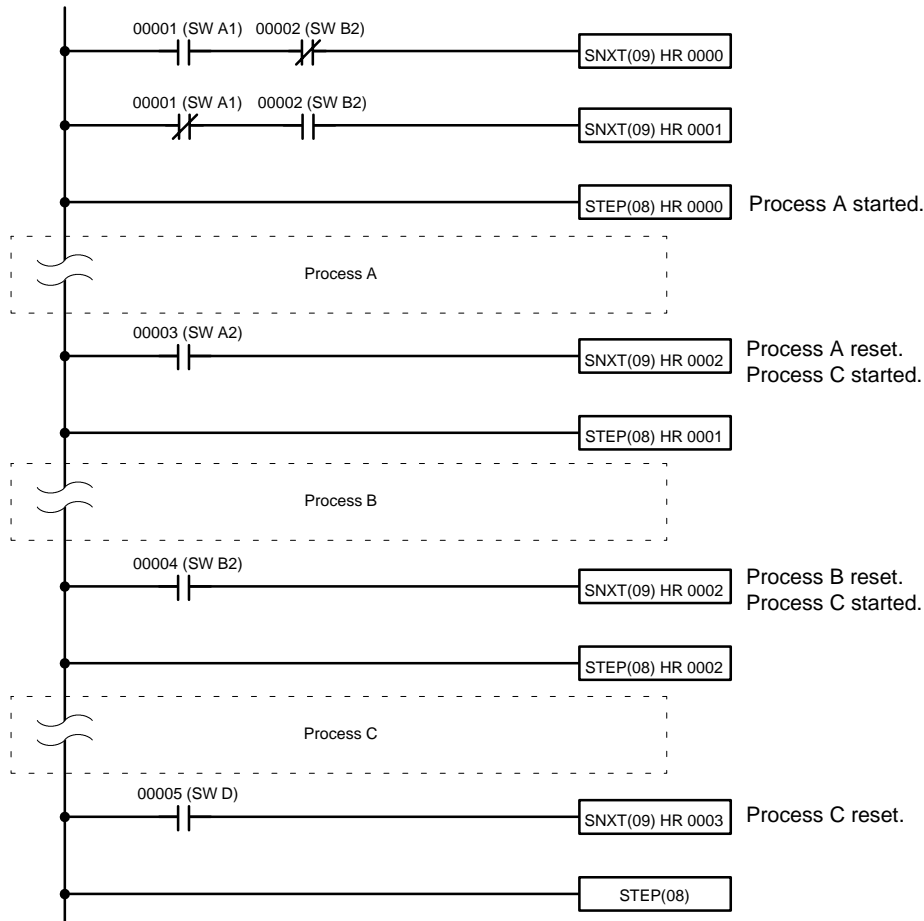 00001 (SW A1) 00002 (SW B2)
SNXT(09) HR 0000
00001 (SW A1) 00002 (SW B2)
SNXT(09) HR 0001
STEP(08) HR 0000 Process A started.
Process A
00003 (SW A2)
SNXT(09) HR 0002 Process A reset.
Process C started.
STEP(08) HR 0001
Process B
00004 (SW B2)
SNXT(09) HR 0002 Process B reset.
Process C started.
STEP(08) HR 0002
Process C
00005 (SW D)
SNXT(09) HR 0003 Process C reset.
STEP(08)